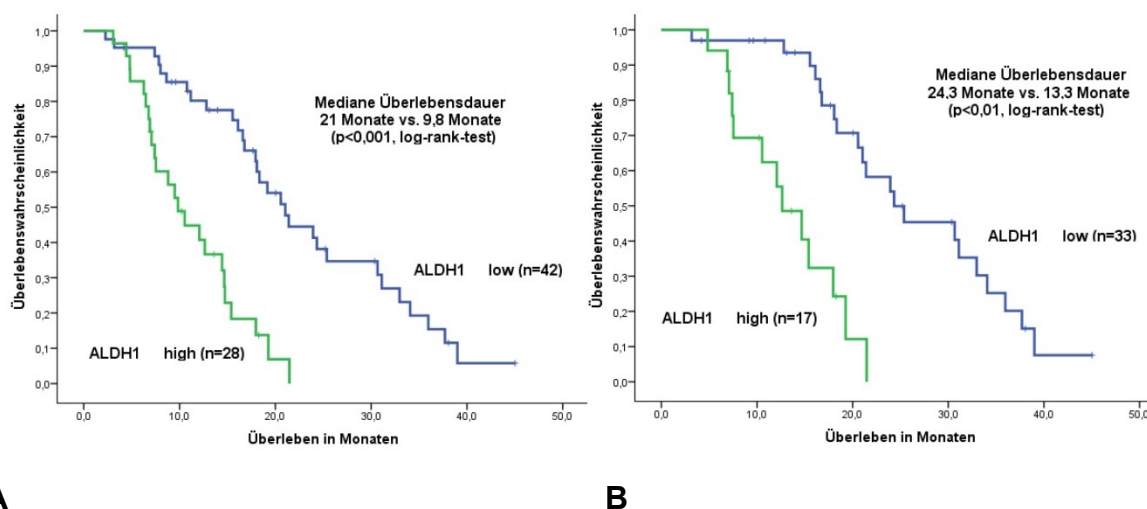 1,0
0,9
0,8
0,7
0,6
0,5
0,4
0,3
0,2
0,1
0,0
Überlebenswahrscheinlichkeit
Mediane Überlebensdauer
21 Monate vs. 9,8 Monate
(p<0,001, log-rank-test)
ALDH1 low (n=42)
ALDH1 high (n=28)
0,0 10,0 20,0 30,0 40,0 50,0
Überleben in Monaten
A
B
1,0
0,9
0,8
0,7
0,6
0,5
0,4
0,3
0,2
0,1
0,0
Überlebenswahrscheinlichkeit
Mediane Überlebensdauer
24,3 Monate vs. 13.3 Monate
(p<0,01, log-rank-test)
ALDH1 low (n=33)
ALDH1 high (n=17)
0,0 10,0 20,0 30,0 40,0 50,0
Überleben in Monaten
B